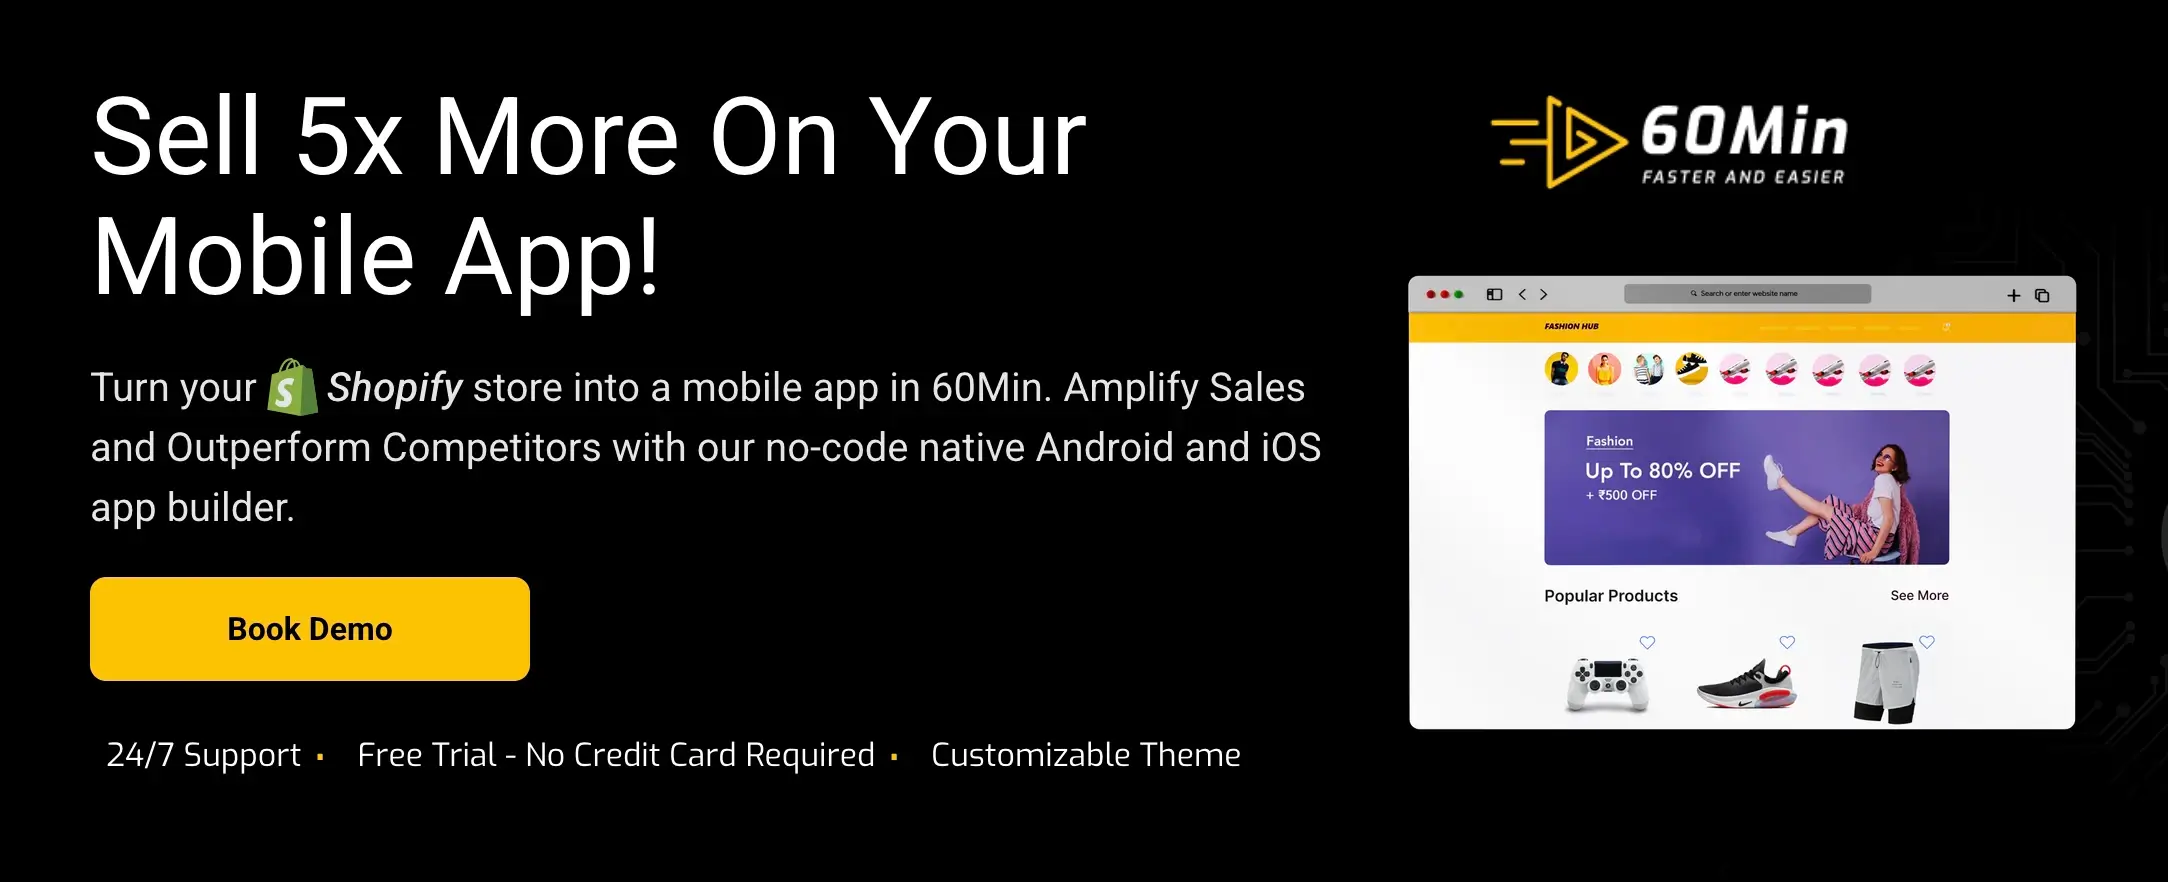 Sell 5x More On Your
Mobile App!
Turn your Shopify store into a mobile app in 60Min. Amplify Sales
and Outperform Competitors with our no-code native Android and iOS
app builder.
Book Demo
24/7 Support · Free Trial - No Credit Card Required · Customizable Theme
60Min
FASTER AND EASIER
Search or enter website name
FASHION HUB
Fashion
Up To 80% OFF
+ ₹500 OFF
Popular Products
See More